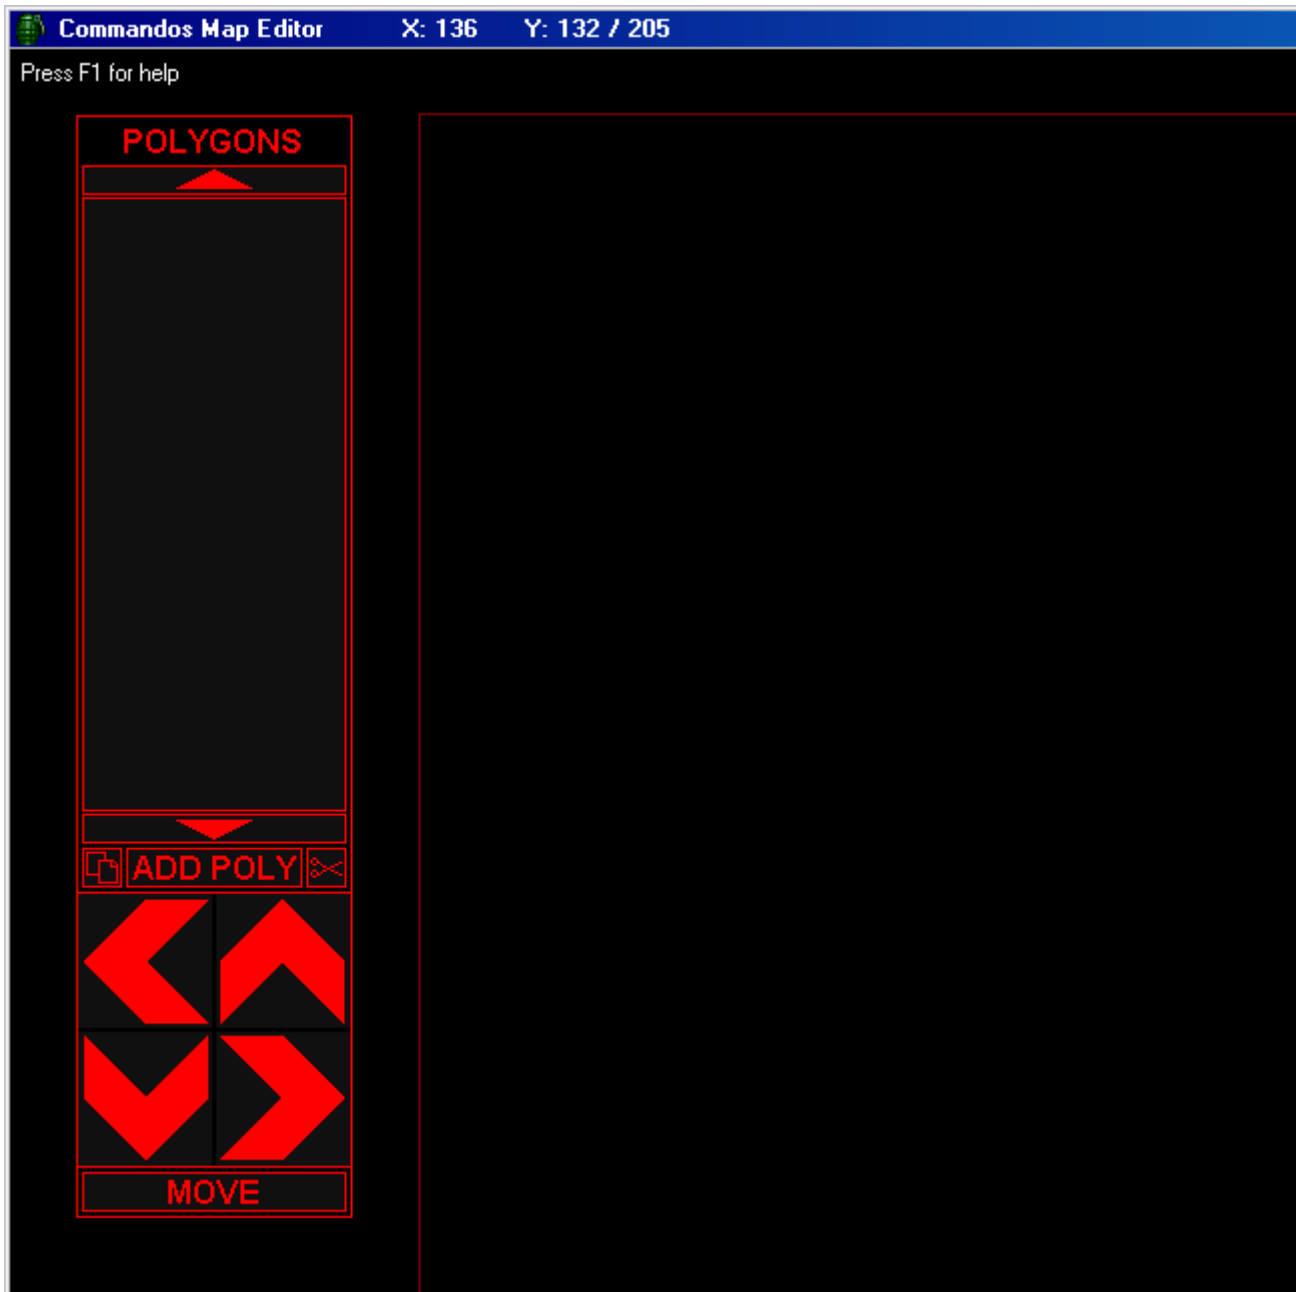 Commandos Map Editor X: 136 Y: 132 / 205
Press F1 for help
POLYGONS
ADD POLY
MOVE